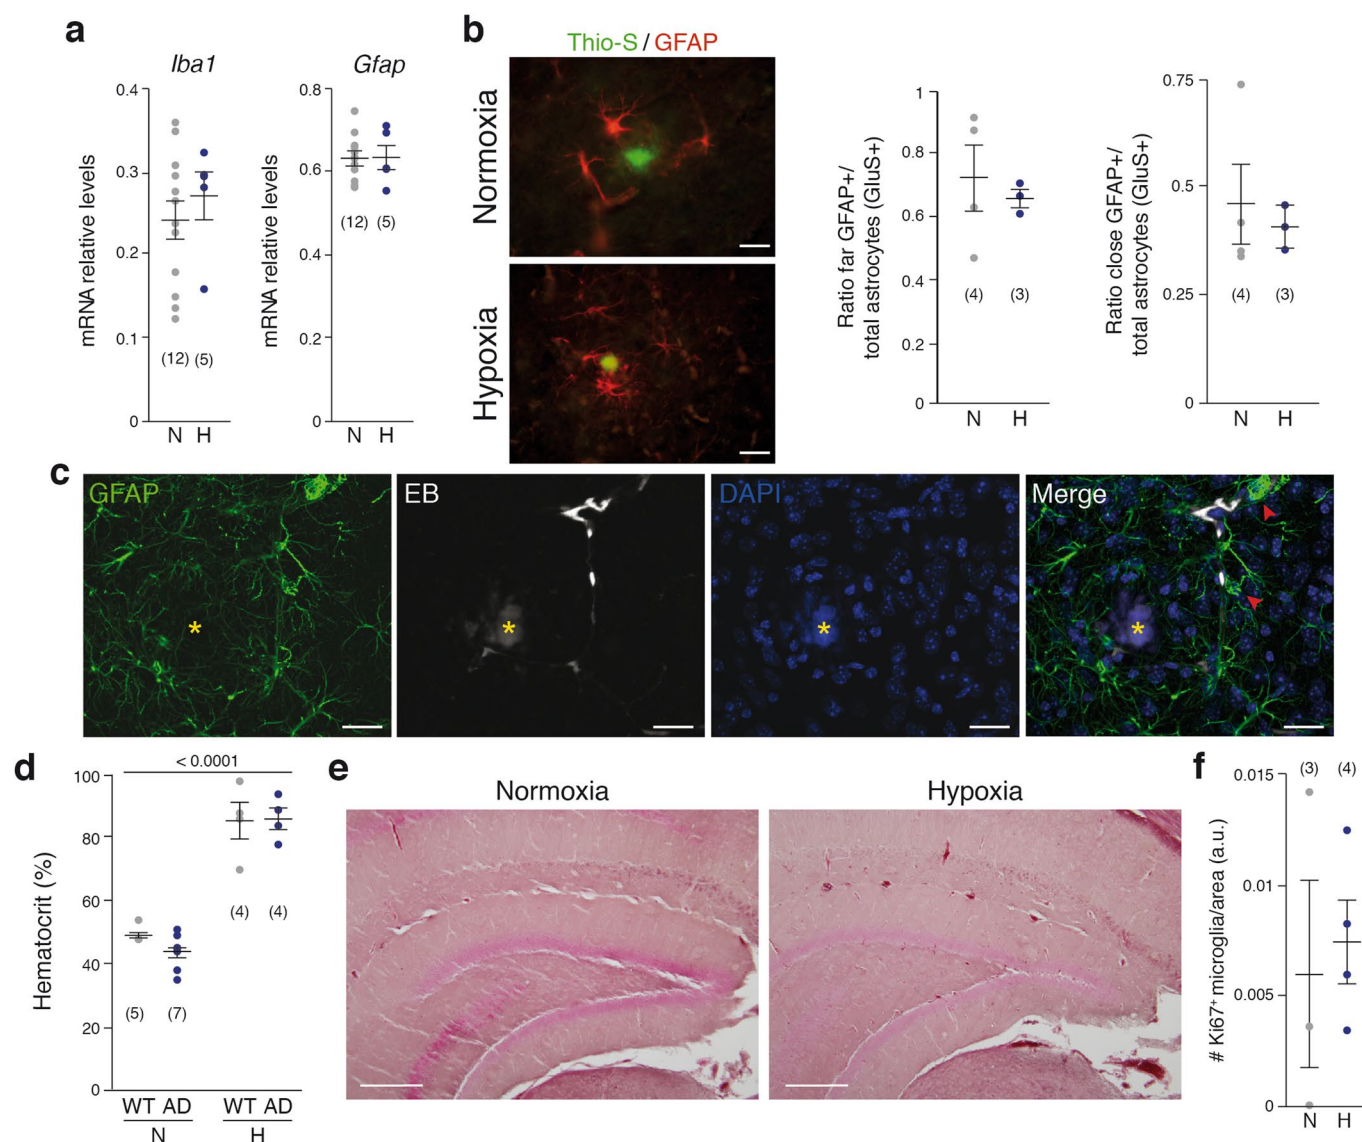 a
Iba1
mRNA relative levels
0.4
0.3
0.2
0.1
0
(12)
(5)
N
H
Gfap
mRNA relative levels
0.8
0.6
0.4
0.2
0
(12)
(5)
N
H
b
Thio-S / GFAP
Normoxia
Hypoxia
Ratio far GFAP+/
total astrocytes (GluS+)
1
0.8
0.6
0.4
0.2
0
(4)
(3)
N
H
Ratio close GFAP+/
total astrocytes (GluS+)
0.75
0.5
0.25
0
(4)
(3)
N
H
c
GFAP
EB
DAPI
Merge
*
*
*
*
d
Hematocrit (%)
< 0.0001
100
80
60
40
20
0
(5)
(7)
(4)
(4)
WT AD
WT AD
N
H
e
Normoxia
Hypoxia
f
# Ki67⁺ microglia/area (a.u.)
(3)
(4)
0.015
0.01
0.005
0
N
H